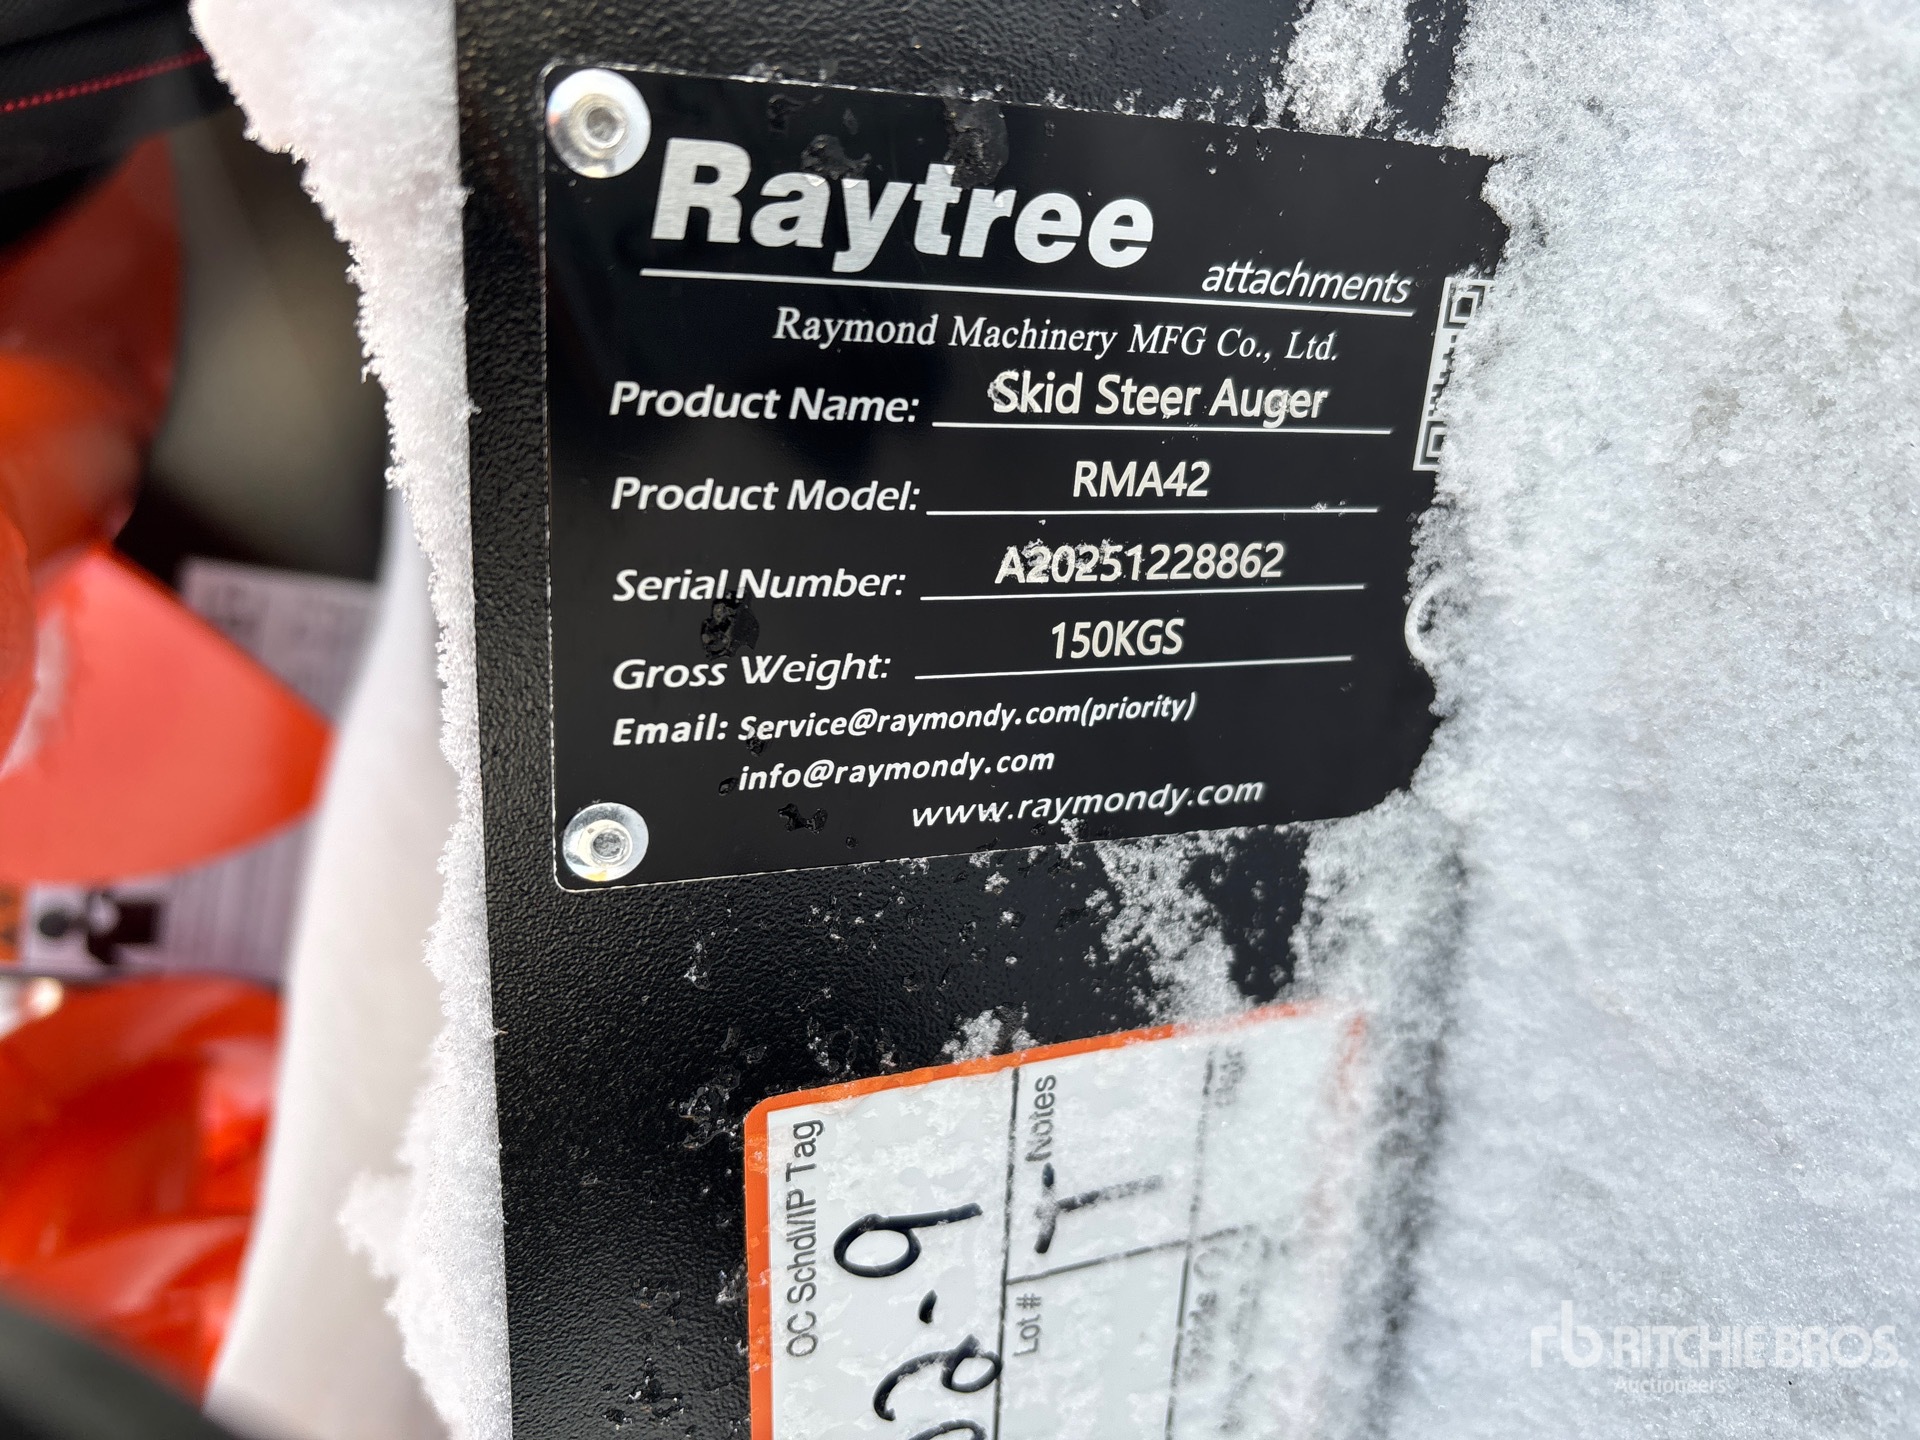 Raytree
attachments
Raymond Machinery MFG Co., Ltd.
Product Name: Skid Steer Auger
Product Model: RMA42
Serial Number: A20251228862
Gross Weight: 150KGS
Email: Service@raymondy.com(priority)
info@raymondy.com
www.raymondy.com
OC Schdl/IP Tag
Notes
T
Lot #
rb RITCHIE BROS.
Auctioneers